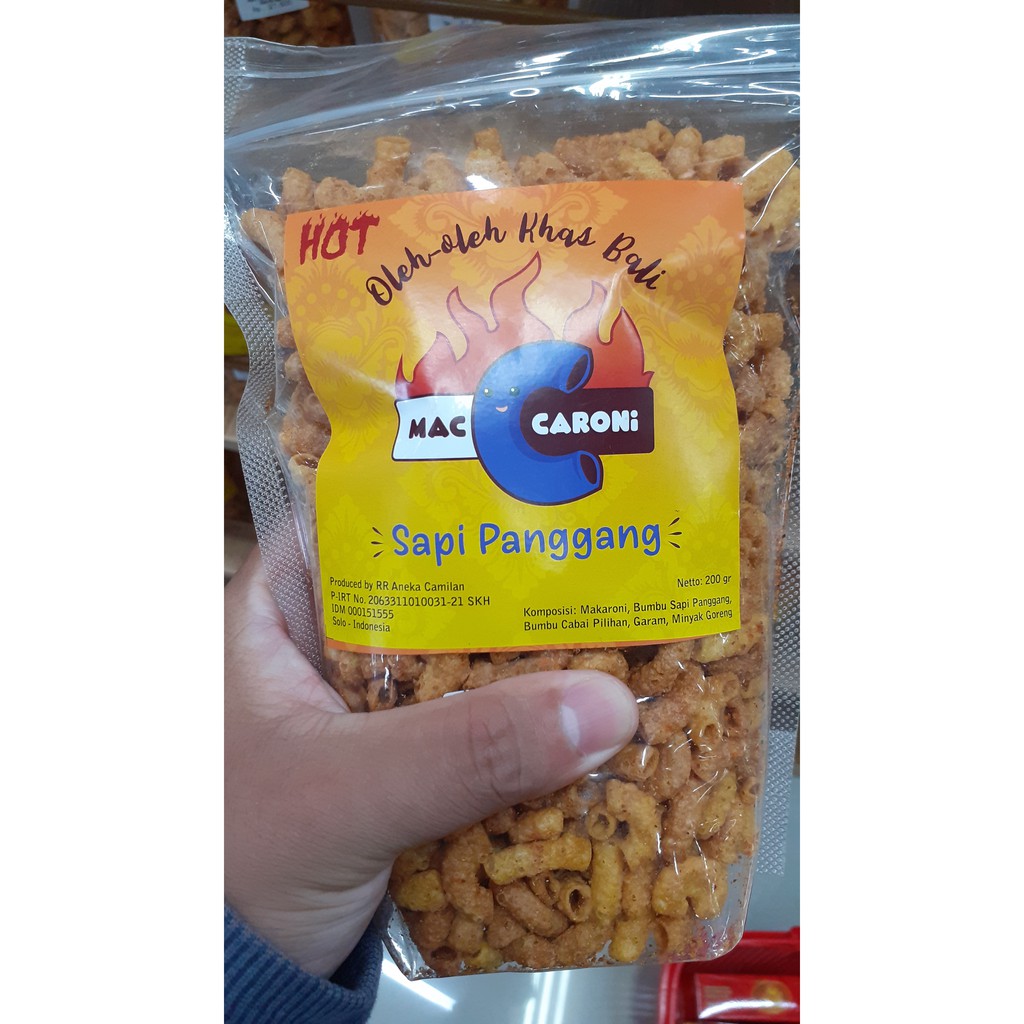 HOT
Oleh-oleh Khas Bali
MAC CARONi
Sapi Panggang
Produced by RR Aneka Camilan
P-IRT No. 2063311010031-21 SKH
IDM 000151555
Solo - Indonesia
Netto: 200 gr
Komposisi: Makaroni, Bumbu Sapi Panggang,
Bumbu Cabai Pilihan, Garam, Minyak Goreng